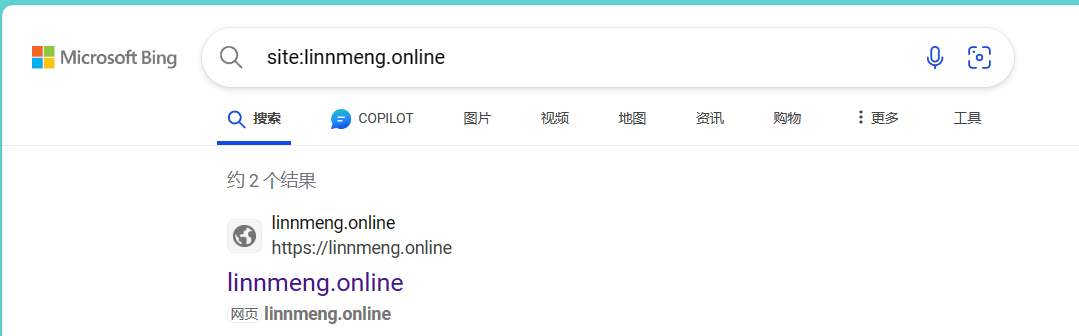 Microsoft Bing
site:linnmeng.online
搜索 COPILOT 图片 视频 地图 资讯 购物 更多 工具
约 2 个结果
linnmeng.online
https://linnmeng.online
linnmeng.online
网页 linnmeng.online